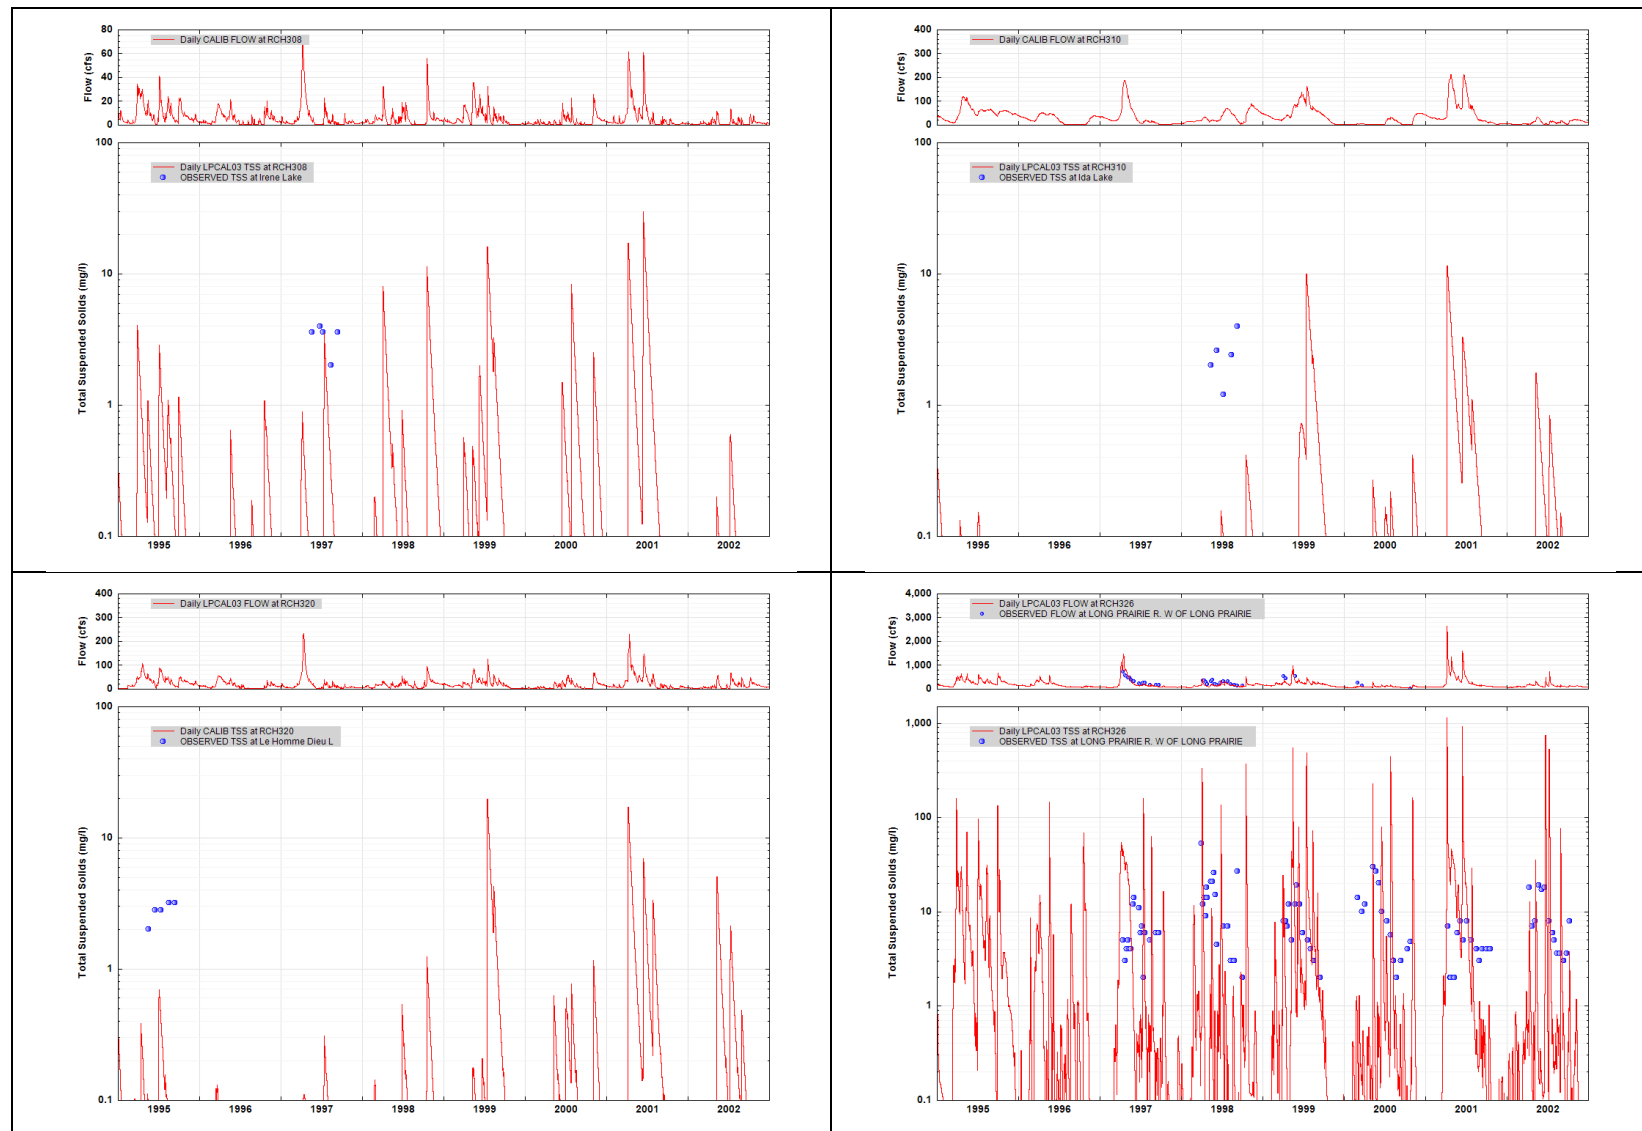 80
60
40
20
0
Flow (cfs)
Daily CALIB FLOW at RCH308
100
10
1
0.1
Total Suspended Solids (mg/l)
Daily LPCAL03 TSS at RCH308
OBSERVED TSS at Irene Lake
1995 1996 1997 1998 1999 2000 2001 2002
400
300
200
100
0
Flow (cfs)
Daily CALIB FLOW at RCH310
100
10
1
0.1
Total Suspended Solids (mg/l)
Daily LPCAL03 TSS at RCH310
OBSERVED TSS at Ida Lake
1995 1996 1997 1998 1999 2000 2001 2002
400
300
200
100
0
Flow (cfs)
Daily LPCAL03 FLOW at RCH320
100
10
1
0.1
Total Suspended Solids (mg/l)
Daily CALIB TSS at RCH320
OBSERVED TSS at Le Homme Dieu L
1995 1996 1997 1998 1999 2000 2001 2002
4,000
3,000
2,000
1,000
0
Flow (cfs)
Daily LPCAL03 FLOW at RCH326
OBSERVED FLOW at LONG PRAIRIE R. W OF LONG PRAIRIE
1,000
100
10
1
0.1
Total Suspended Solids (mg/l)
Daily LPCAL03 TSS at RCH326
OBSERVED TSS at LONG PRAIRIE R. W OF LONG PRAIRIE
1995 1996 1997 1998 1999 2000 2001 2002